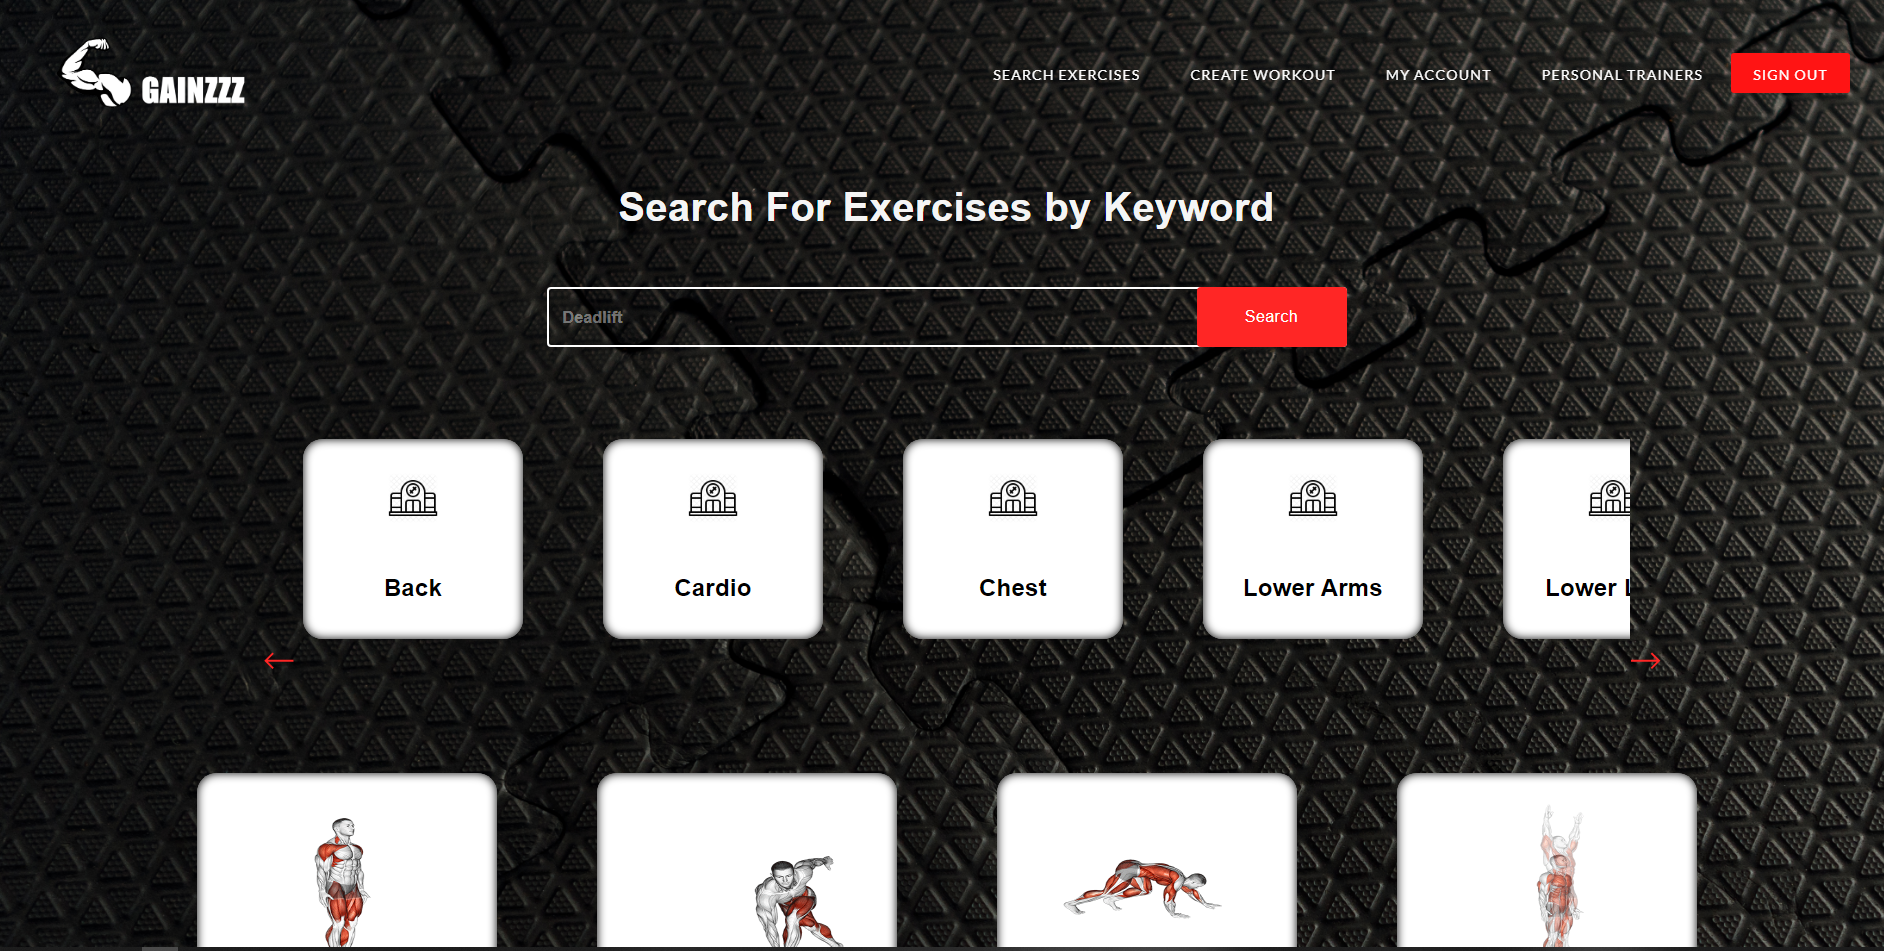 GAINZZZ
SEARCH EXERCISES
CREATE WORKOUT
MY ACCOUNT
PERSONAL TRAINERS
SIGN OUT
Search For Exercises by Keyword
Deadlift
Search
Back
Cardio
Chest
Lower Arms
Lower